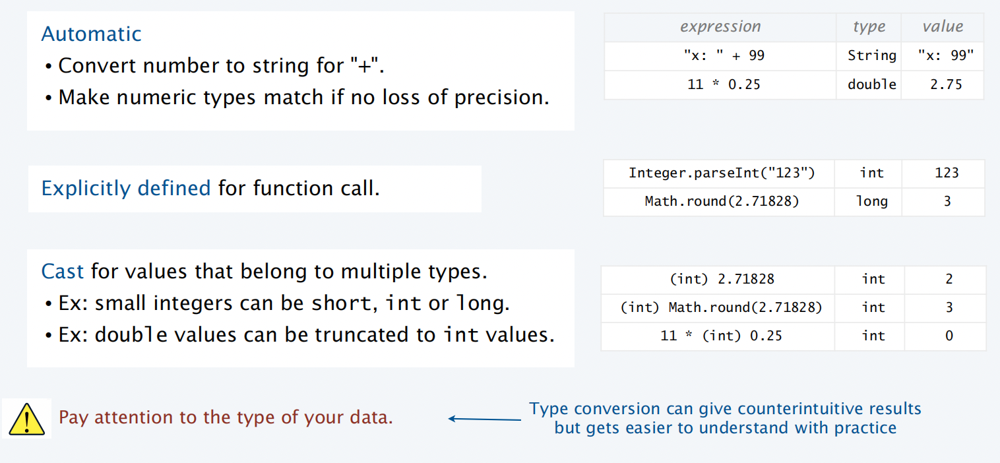 Automatic
• Convert number to string for "+".
• Make numeric types match if no loss of precision.
expression type value
"x: " + 99 String "x: 99"
11 * 0.25 double 2.75
Explicitly defined for function call.
Integer.parseInt("123") int 123
Math.round(2.71828) long 3
Cast for values that belong to multiple types.
• Ex: small integers can be short, int or long.
• Ex: double values can be truncated to int values.
(int) 2.71828 int 2
(int) Math.round(2.71828) int 3
11 * (int) 0.25 int 0
! Pay attention to the type of your data.
Type conversion can give counterintuitive results
but gets easier to understand with practice